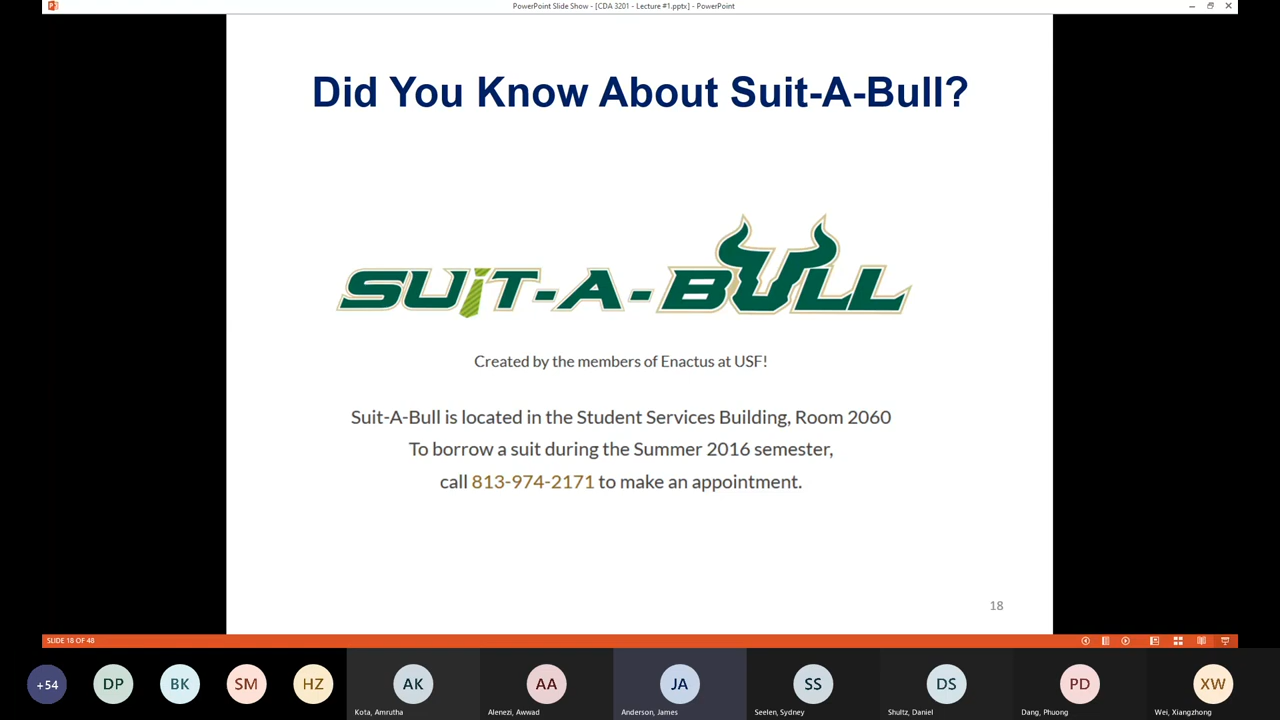 PowerPoint Slide Show - [CDA 3201 - Lecture #1.pptx] - PowerPoint
Did You Know About Suit-A-Bull?
SUiT-A-BULL
Created by the members of Enactus at USF!
Suit-A-Bull is located in the Student Services Building, Room 2060
To borrow a suit during the Summer 2016 semester,
call 813-974-2171 to make an appointment.
18
SLIDE 18 OF 48
+54 DP BK SM HZ AK AA JA SS DS PD XW
Kota, Amrutha Alenezi, Awwad Anderson, James Seelen, Sydney Shultz, Daniel Dang, Phuong Wei, Xiangzhong